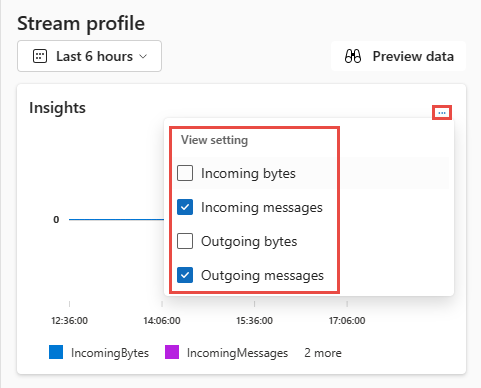 Stream profile
Last 6 hours
Preview data
Insights
...
View setting
Incoming bytes
Incoming messages
Outgoing bytes
Outgoing messages
0
12:36:00 14:06:00 15:36:00 17:06:00
IncomingBytes IncomingMessages 2 more